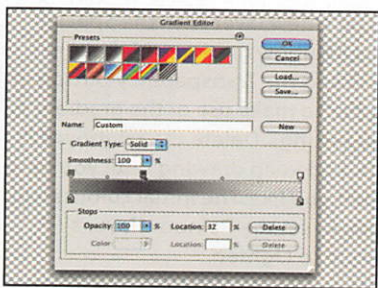 Gradient Editor
Presets
OK
Cancel
Load...
Save...
Name: Custom
New
Gradient Type: Solid
Smoothness: 100 %
Stops
Opacity: 100 % Location: 32 % Delete
Color: Location: % Delete